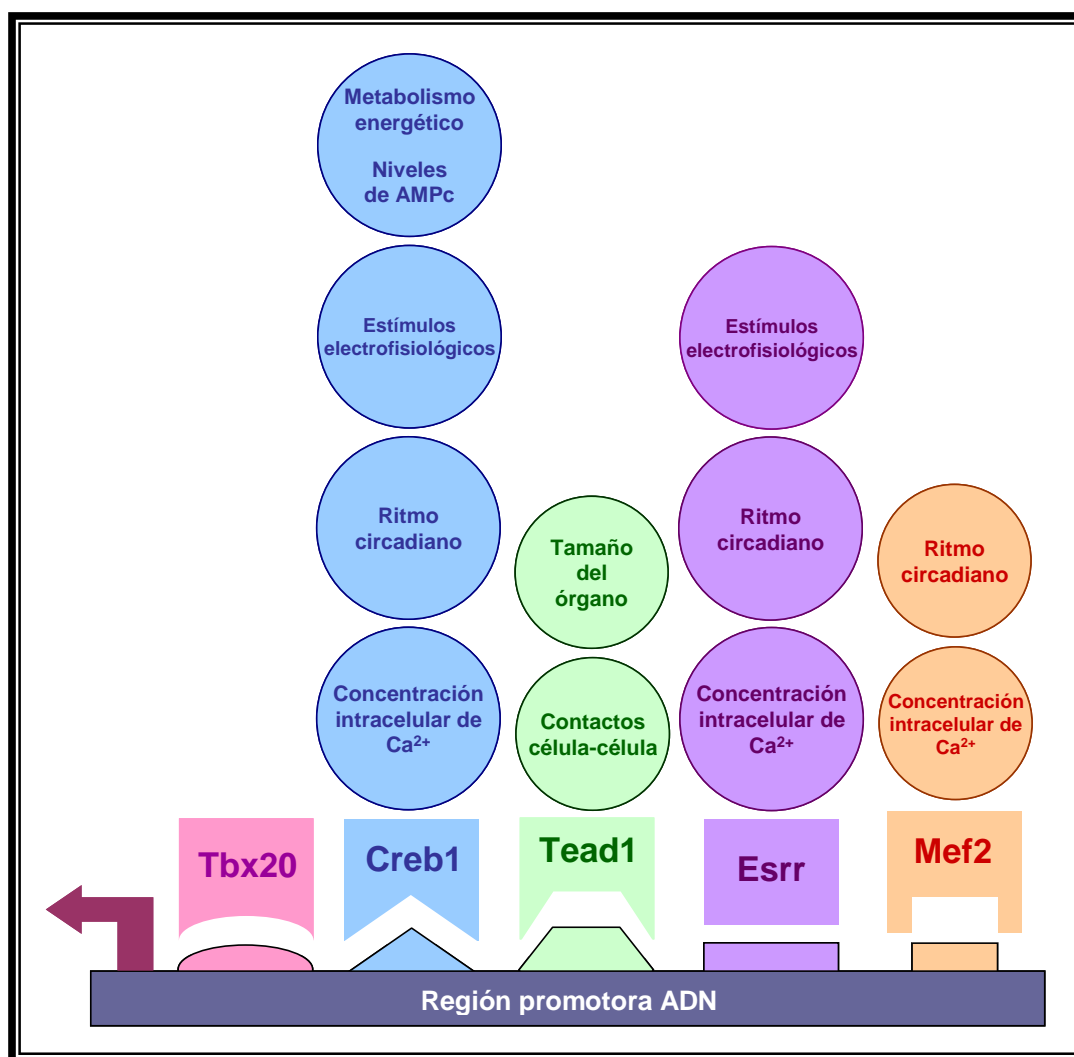 Metabolismo
energético
Niveles
de AMPc
Estímulos
electrofisiológicos
Ritmo
circadiano
Concentración
intracelular de
Ca²⁺
Tamaño
del
órgano
Contactos
célula-célula
Estímulos
electrofisiológicos
Ritmo
circadiano
Concentración
intracelular de
Ca²⁺
Ritmo
circadiano
Concentración
intracelular de
Ca²⁺
Tbx20
Creb1
Tead1
Esrr
Mef2
Región promotora ADN